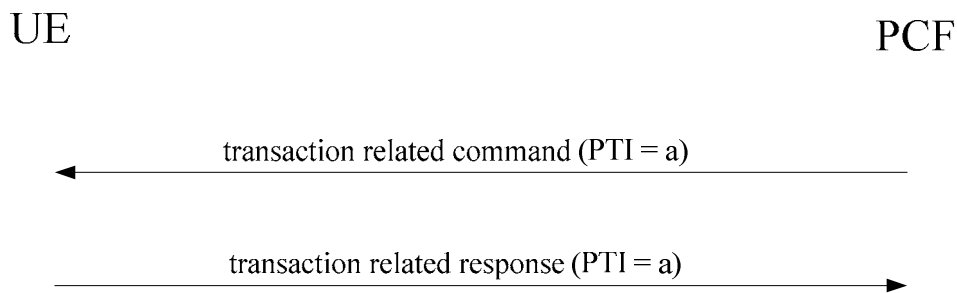 UE
PCF
transaction related command (PTI = a)
transaction related response (PTI = a)